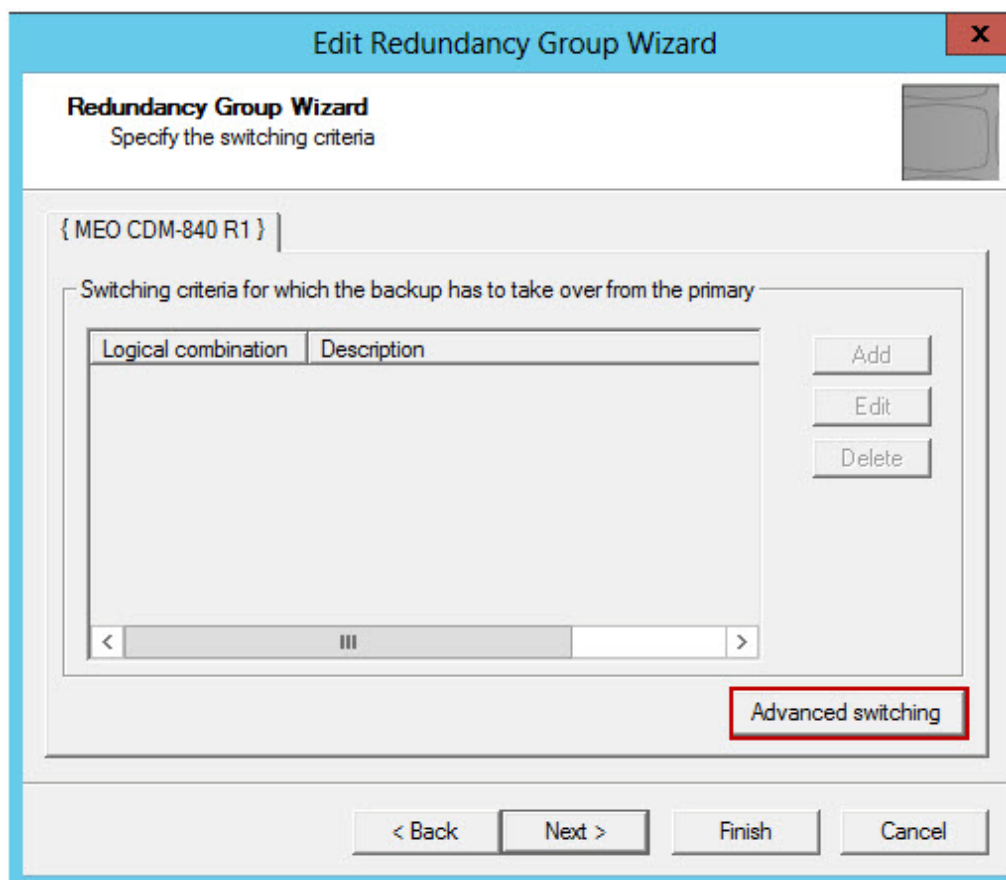 Edit Redundancy Group Wizard
x
Redundancy Group Wizard
Specify the switching criteria
{ MEO CDM-840 R1 }
Switching criteria for which the backup has to take over from the primary
Logical combination Description
Add
Edit
Delete
Advanced switching
< Back Next > Finish Cancel